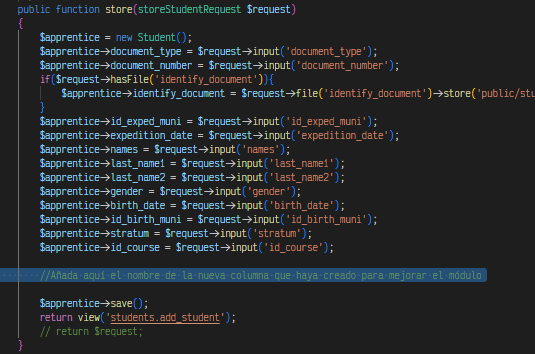 public function store(storeStudentRequest $request)
{
$apprentice = new Student();
$apprentice->document_type = $request->input('document_type');
$apprentice->document_number = $request->input('document_number');
if($request->hasFile('identify_document')){
$apprentice->identify_document = $request->file('identify_document')->store('public/stu
}
$apprentice->id_exped_muni = $request->input('id_exped_muni');
$apprentice->expedition_date = $request->input('expedition_date');
$apprentice->names = $request->input('names');
$apprentice->last_name1 = $request->input('last_name1');
$apprentice->last_name2 = $request->input('last_name2');
$apprentice->gender = $request->input('gender');
$apprentice->birth_date = $request->input('birth_date');
$apprentice->id_birth_muni = $request->input('id_birth_muni');
$apprentice->stratum = $request->input('stratum');
$apprentice->id_course = $request->input('id_course');
//Añada aquí el nombre de la nueva columna que haya creado para mejorar el módulo
$apprentice->save();
return view('students.add_student');
// return $request;
}